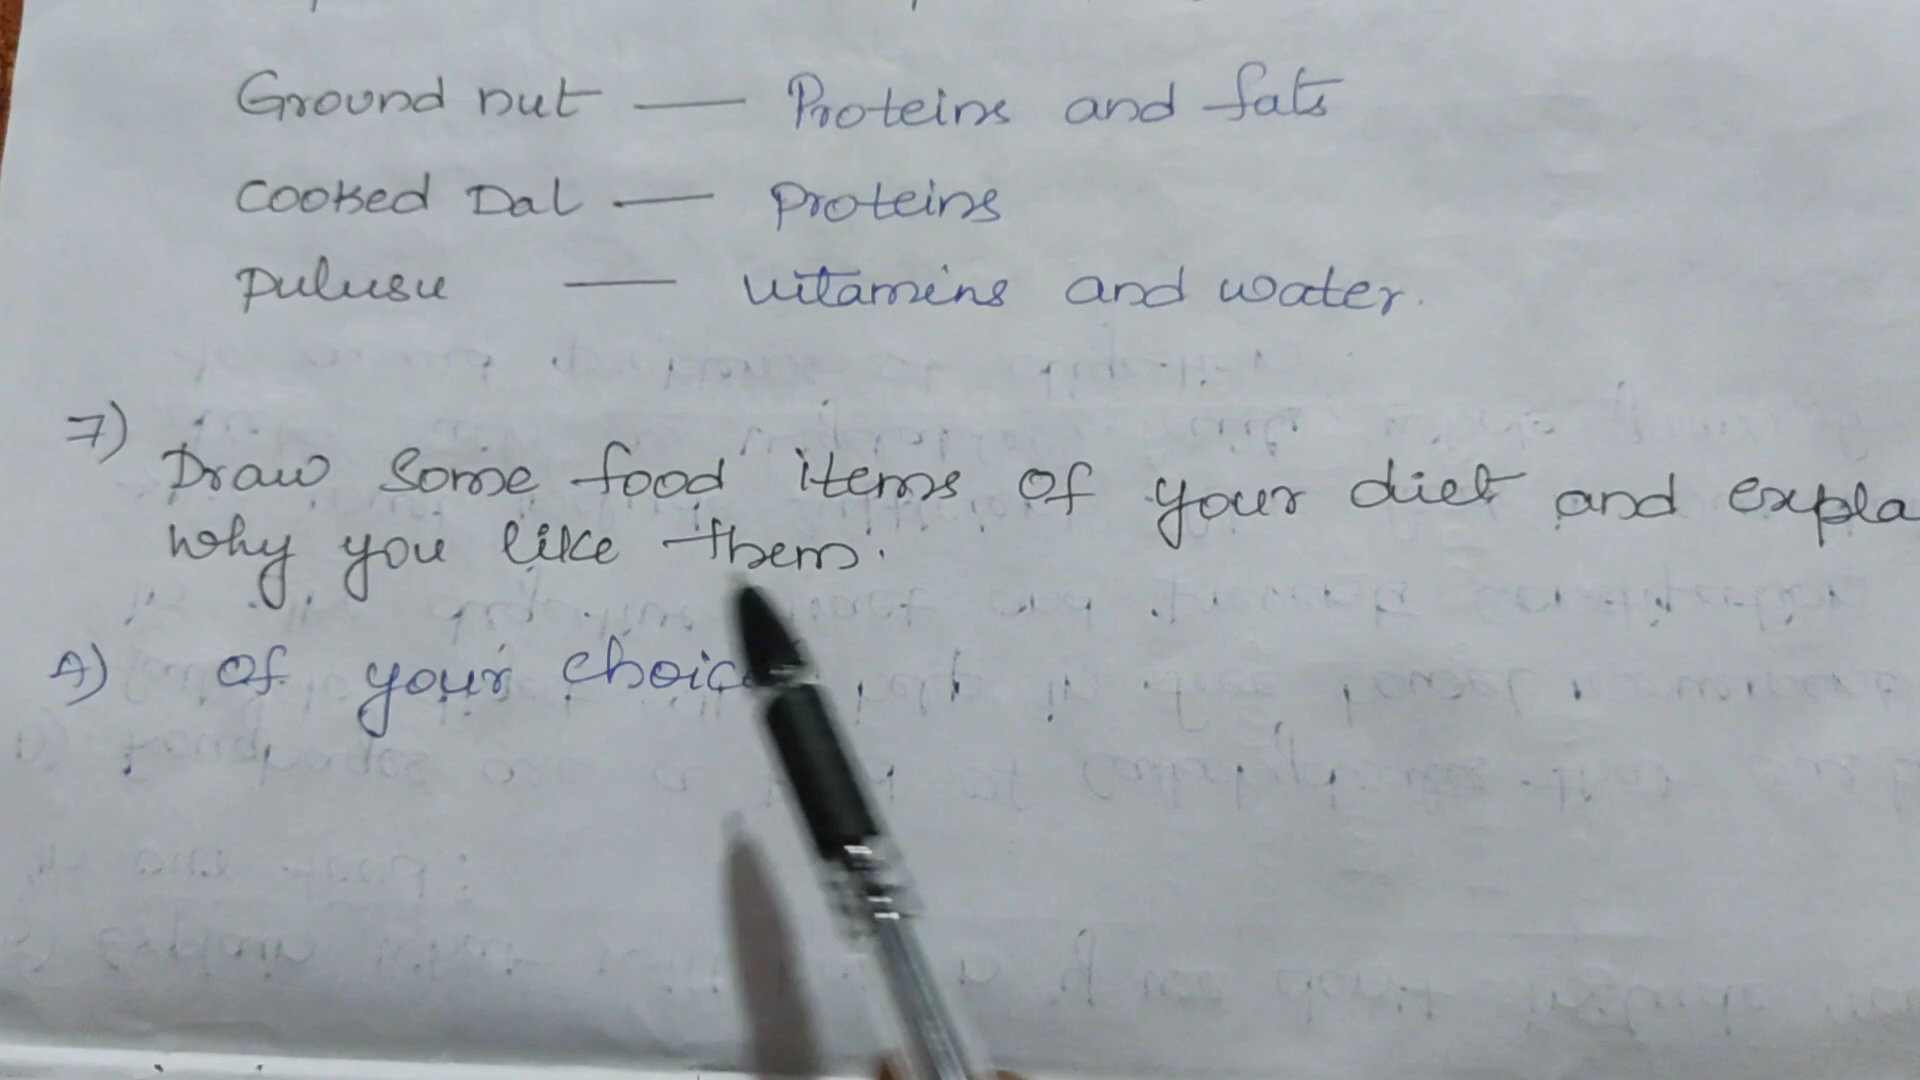 Ground nut — Proteins and fats
Cooked Dal — Proteins
Pulusu — vitamins and water.
7) Draw some food items of your diet and expla
why you like them.
A) Of your choice